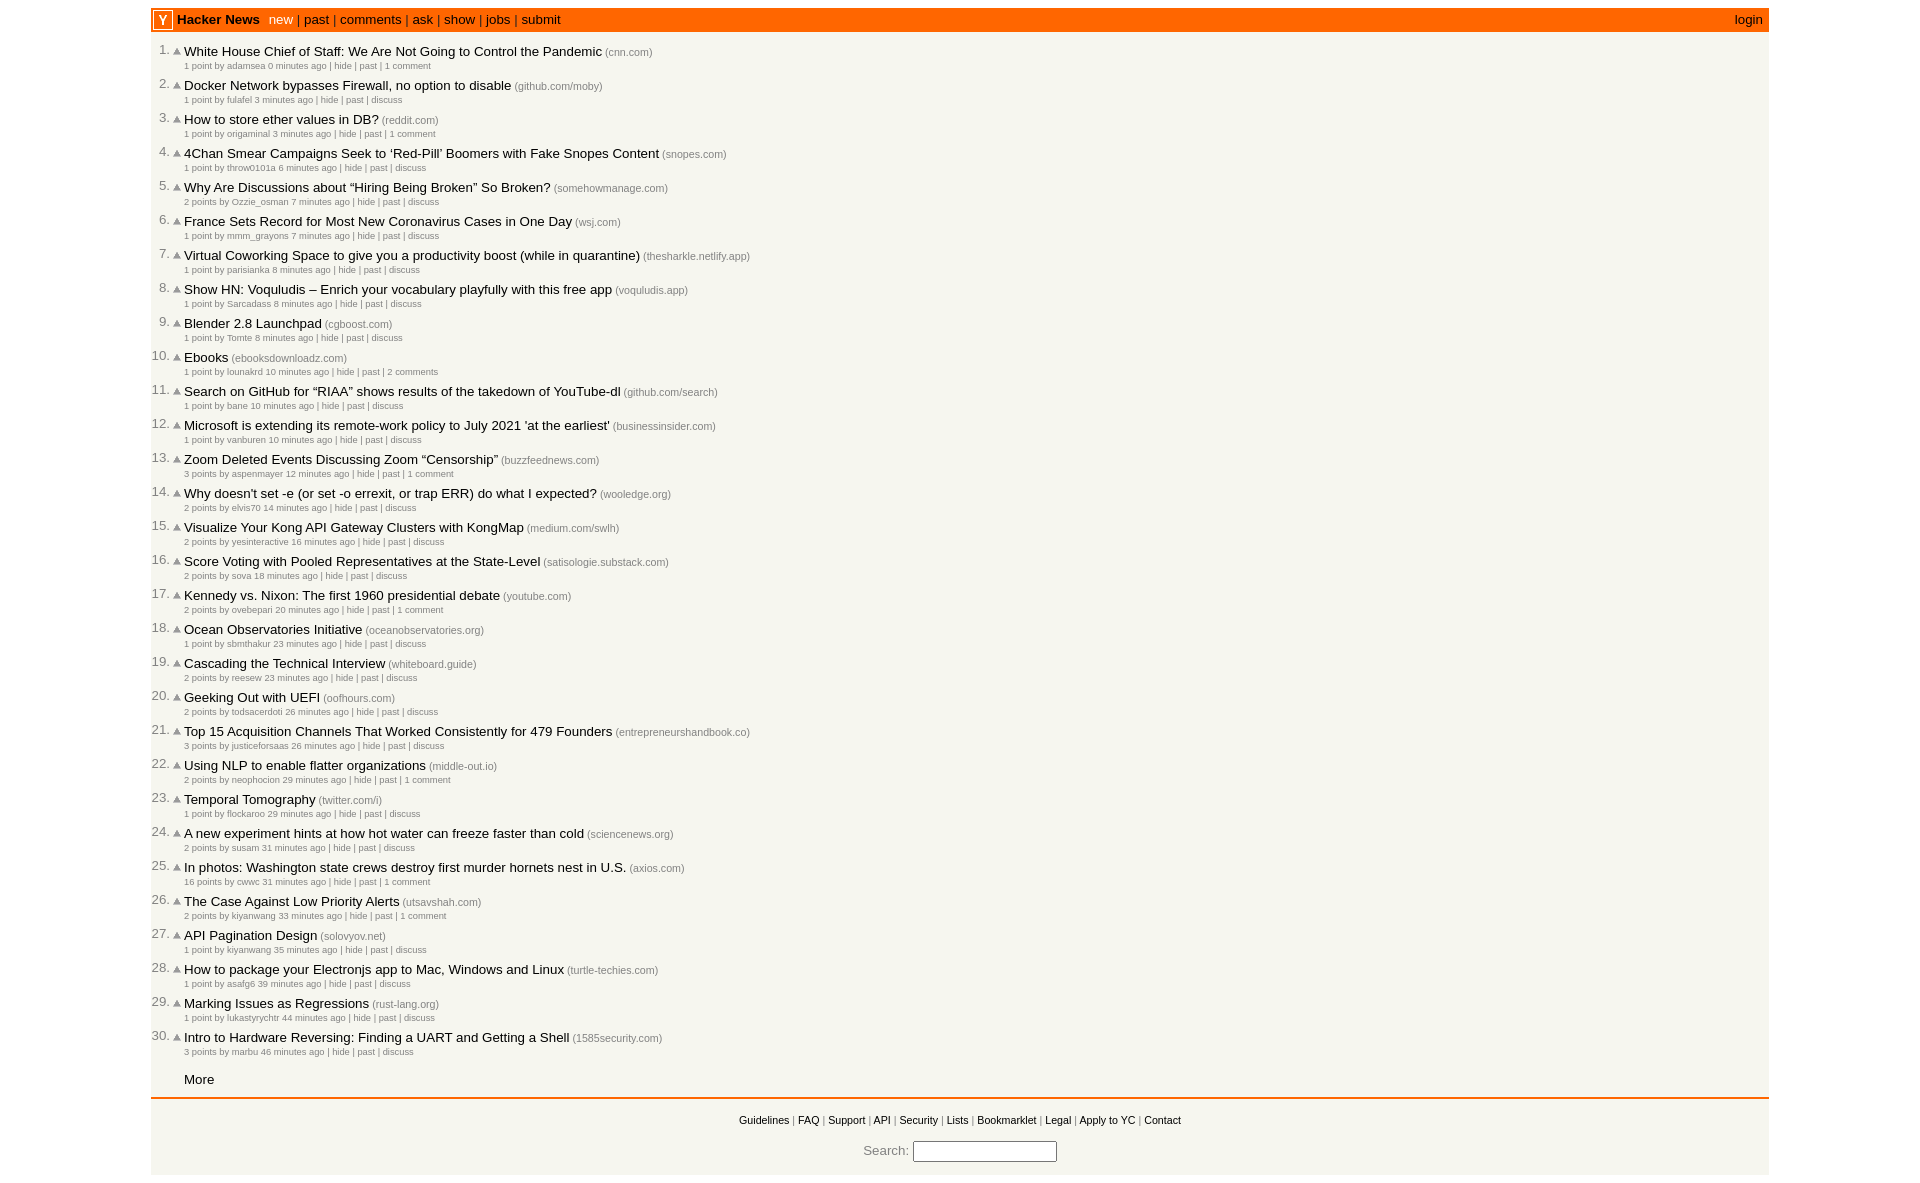 Y Hacker News new | past | comments | ask | show | jobs | submit login
1. White House Chief of Staff: We Are Not Going to Control the Pandemic (cnn.com)
1 point by adamsea 0 minutes ago | hide | past | 1 comment
2. Docker Network bypasses Firewall, no option to disable (github.com/moby)
1 point by fulafel 3 minutes ago | hide | past | discuss
3. How to store ether values in DB? (reddit.com)
1 point by origaminal 3 minutes ago | hide | past | 1 comment
4. 4Chan Smear Campaigns Seek to ‘Red-Pill’ Boomers with Fake Snopes Content (snopes.com)
1 point by throw0101a 6 minutes ago | hide | past | discuss
5. Why Are Discussions about “Hiring Being Broken” So Broken? (somehowmanage.com)
2 points by Ozzie_osman 7 minutes ago | hide | past | discuss
6. France Sets Record for Most New Coronavirus Cases in One Day (wsj.com)
1 point by mmm_grayons 7 minutes ago | hide | past | discuss
7. Virtual Coworking Space to give you a productivity boost (while in quarantine) (thesharkle.netlify.app)
1 point by parisianka 8 minutes ago | hide | past | discuss
8. Show HN: Voquludis – Enrich your vocabulary playfully with this free app (voquludis.app)
1 point by Sarcadass 8 minutes ago | hide | past | discuss
9. Blender 2.8 Launchpad (cgboost.com)
1 point by Tomte 8 minutes ago | hide | past | discuss
10. Ebooks (ebooksdownloadz.com)
1 point by lounakrd 10 minutes ago | hide | past | 2 comments
11. Search on GitHub for “RIAA” shows results of the takedown of YouTube-dl (github.com/search)
1 point by bane 10 minutes ago | hide | past | discuss
12. Microsoft is extending its remote-work policy to July 2021 'at the earliest' (businessinsider.com)
1 point by vanburen 10 minutes ago | hide | past | discuss
13. Zoom Deleted Events Discussing Zoom “Censorship” (buzzfeednews.com)
3 points by aspenmayer 12 minutes ago | hide | past | 1 comment
14. Why doesn't set -e (or set -o errexit, or trap ERR) do what I expected? (wooledge.org)
2 points by elvis70 14 minutes ago | hide | past | discuss
15. Visualize Your Kong API Gateway Clusters with KongMap (medium.com/swlh)
2 points by yesinteractive 16 minutes ago | hide | past | discuss
16. Score Voting with Pooled Representatives at the State-Level (satisologie.substack.com)
2 points by sova 18 minutes ago | hide | past | discuss
17. Kennedy vs. Nixon: The first 1960 presidential debate (youtube.com)
2 points by ovebepari 20 minutes ago | hide | past | 1 comment
18. Ocean Observatories Initiative (oceanobservatories.org)
1 point by sbmthakur 23 minutes ago | hide | past | discuss
19. Cascading the Technical Interview (whiteboard.guide)
2 points by reesew 23 minutes ago | hide | past | discuss
20. Geeking Out with UEFI (oofhours.com)
2 points by todsacerdoti 26 minutes ago | hide | past | discuss
21. Top 15 Acquisition Channels That Worked Consistently for 479 Founders (entrepreneurshandbook.co)
3 points by justiceforsaas 26 minutes ago | hide | past | discuss
22. Using NLP to enable flatter organizations (middle-out.io)
2 points by neophocion 29 minutes ago | hide | past | 1 comment
23. Temporal Tomography (twitter.com/i)
1 point by flockaroo 29 minutes ago | hide | past | discuss
24. A new experiment hints at how hot water can freeze faster than cold (sciencenews.org)
2 points by susam 31 minutes ago | hide | past | discuss
25. In photos: Washington state crews destroy first murder hornets nest in U.S. (axios.com)
16 points by cwwc 31 minutes ago | hide | past | 1 comment
26. The Case Against Low Priority Alerts (utsavshah.com)
2 points by kiyanwang 33 minutes ago | hide | past | 1 comment
27. API Pagination Design (solovyov.net)
1 point by kiyanwang 35 minutes ago | hide | past | discuss
28. How to package your Electronjs app to Mac, Windows and Linux (turtle-techies.com)
1 point by asafg6 39 minutes ago | hide | past | discuss
29. Marking Issues as Regressions (rust-lang.org)
1 point by lukastyrychtr 44 minutes ago | hide | past | discuss
30. Intro to Hardware Reversing: Finding a UART and Getting a Shell (1585security.com)
3 points by marbu 46 minutes ago | hide | past | discuss
More
Guidelines | FAQ | Support | API | Security | Lists | Bookmarklet | Legal | Apply to YC | Contact
Search: